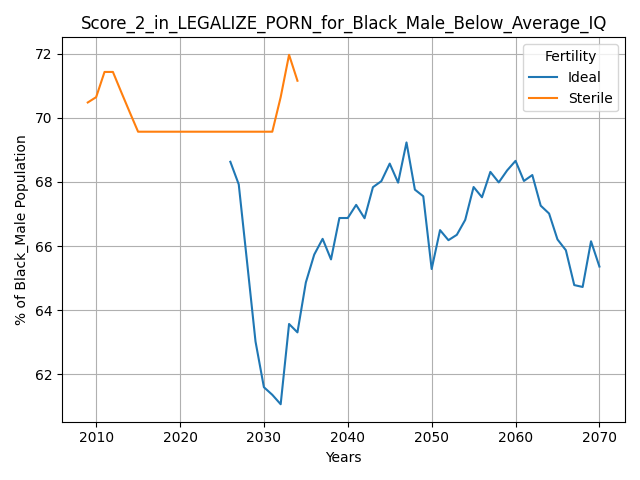 Score_2_in_LEGALIZE_PORN_for_Black_Male_Below_Average_IQ
Fertility
Ideal
Sterile
% of Black_Male Population
72
70
68
66
64
62
2010 2020 2030 2040 2050 2060 2070
Years